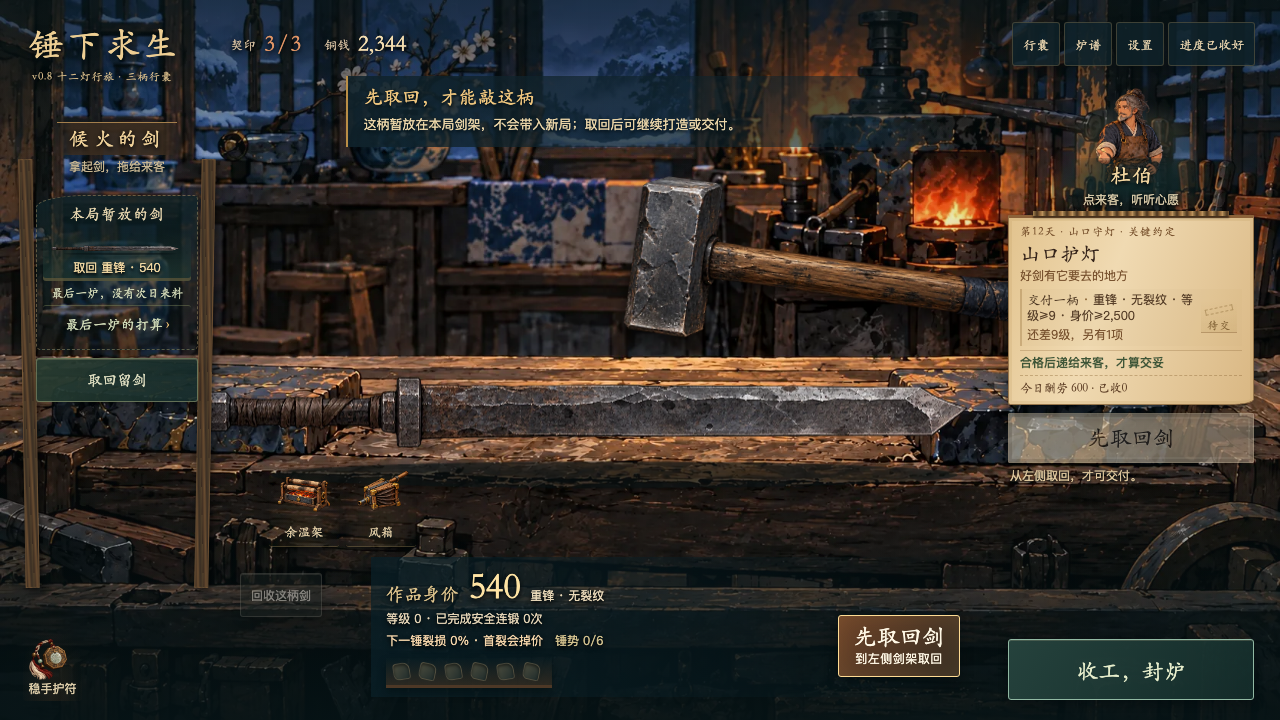 锤下求生
v0.8 十二灯行旅 · 三柄行囊
契印 3/3 铜钱 2,344
行囊
炉谱
设置
进度已收好
先取回，才能敲这柄
这柄暂放在本局剑架，不会带入新局；取回后可继续打造或交付。
候火的剑
拿起剑，拖给来客
本局暂放的剑
取回 重锋 · 540
最后一炉，没有次日来料
最后一炉的打算›
取回留剑
杜伯
点来客，听听心愿
第12天 · 山口守灯 · 关键约定
山口护灯
好剑有它要去的地方
交付一柄 · 重锋 · 无裂纹 · 等
级≥9 · 身价≥2,500
还差9级，另有1项
待交
合格后递给来客，才算交妥
今日酬劳 600 · 已收0
先取回剑
从左侧取回，才可交付。
余温架
风箱
回收这柄剑
作品身价 540 重锋 · 无裂纹
等级 0 · 已完成安全连锻 0次
下一锤裂损 0% · 首裂会掉价 锤势 0/6
先取回剑
到左侧剑架取回
收工，封炉
稳手护符